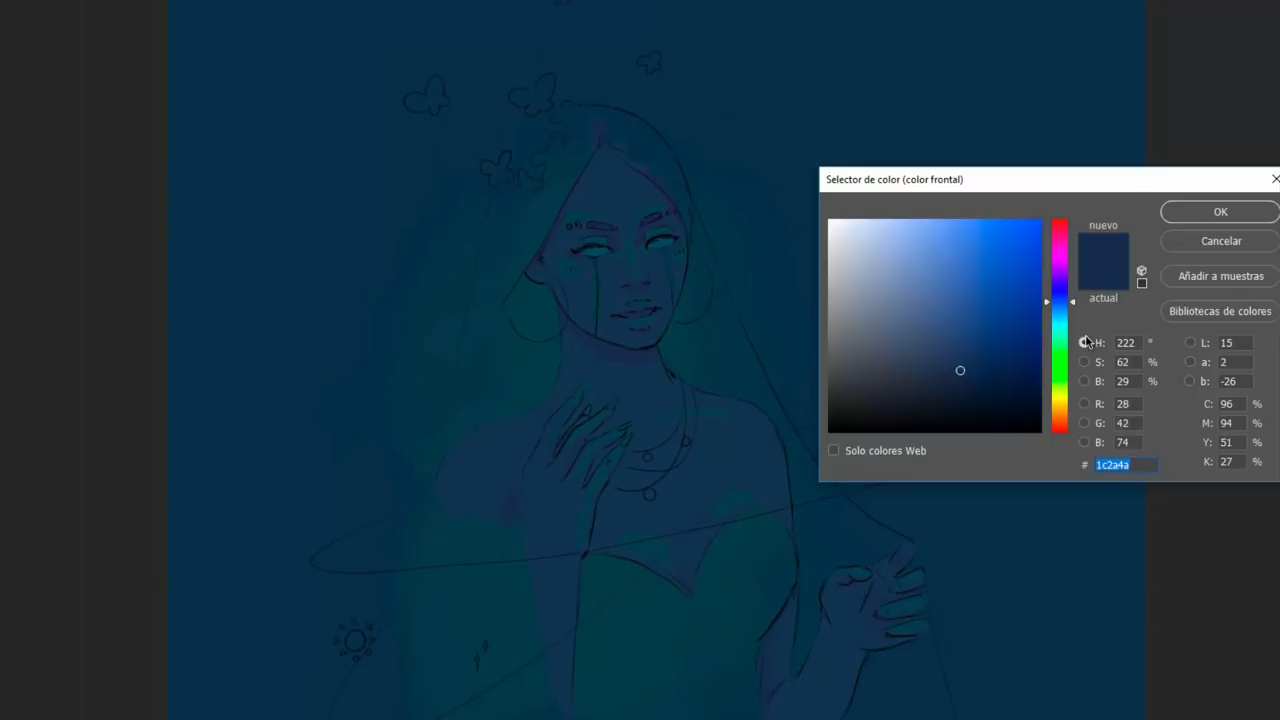 Selector de color (color frontal)
OK
nuevo
Cancelar
Añadir a muestras
actual
Bibliotecas de colores
H: 222 ° L: 15
S: 62 % a: 2
B: 29 % b: -26
R: 28 C: 96 %
G: 42 M: 94 %
B: 74 Y: 51 %
Solo colores Web K: 27 %
# 1c2a4a